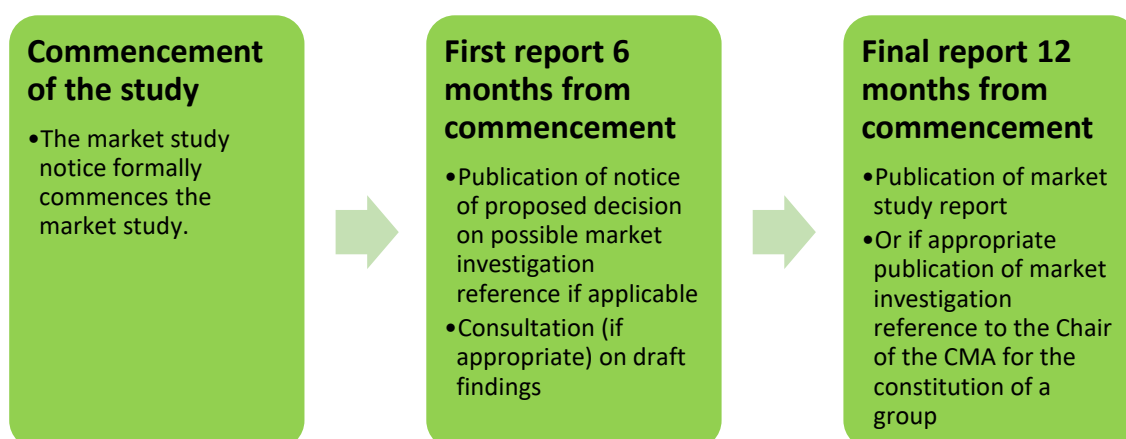 Commencement
of the study
•The market study
notice formally
commences the
market study.
First report 6
months from
commencement
•Publication of notice
of proposed decision
on possible market
investigation
reference if applicable
•Consultation (if
appropriate) on draft
findings
Final report 12
months from
commencement
•Publication of market
study report
•Or if appropriate
publication of market
investigation
reference to the Chair
of the CMA for the
constitution of a
group